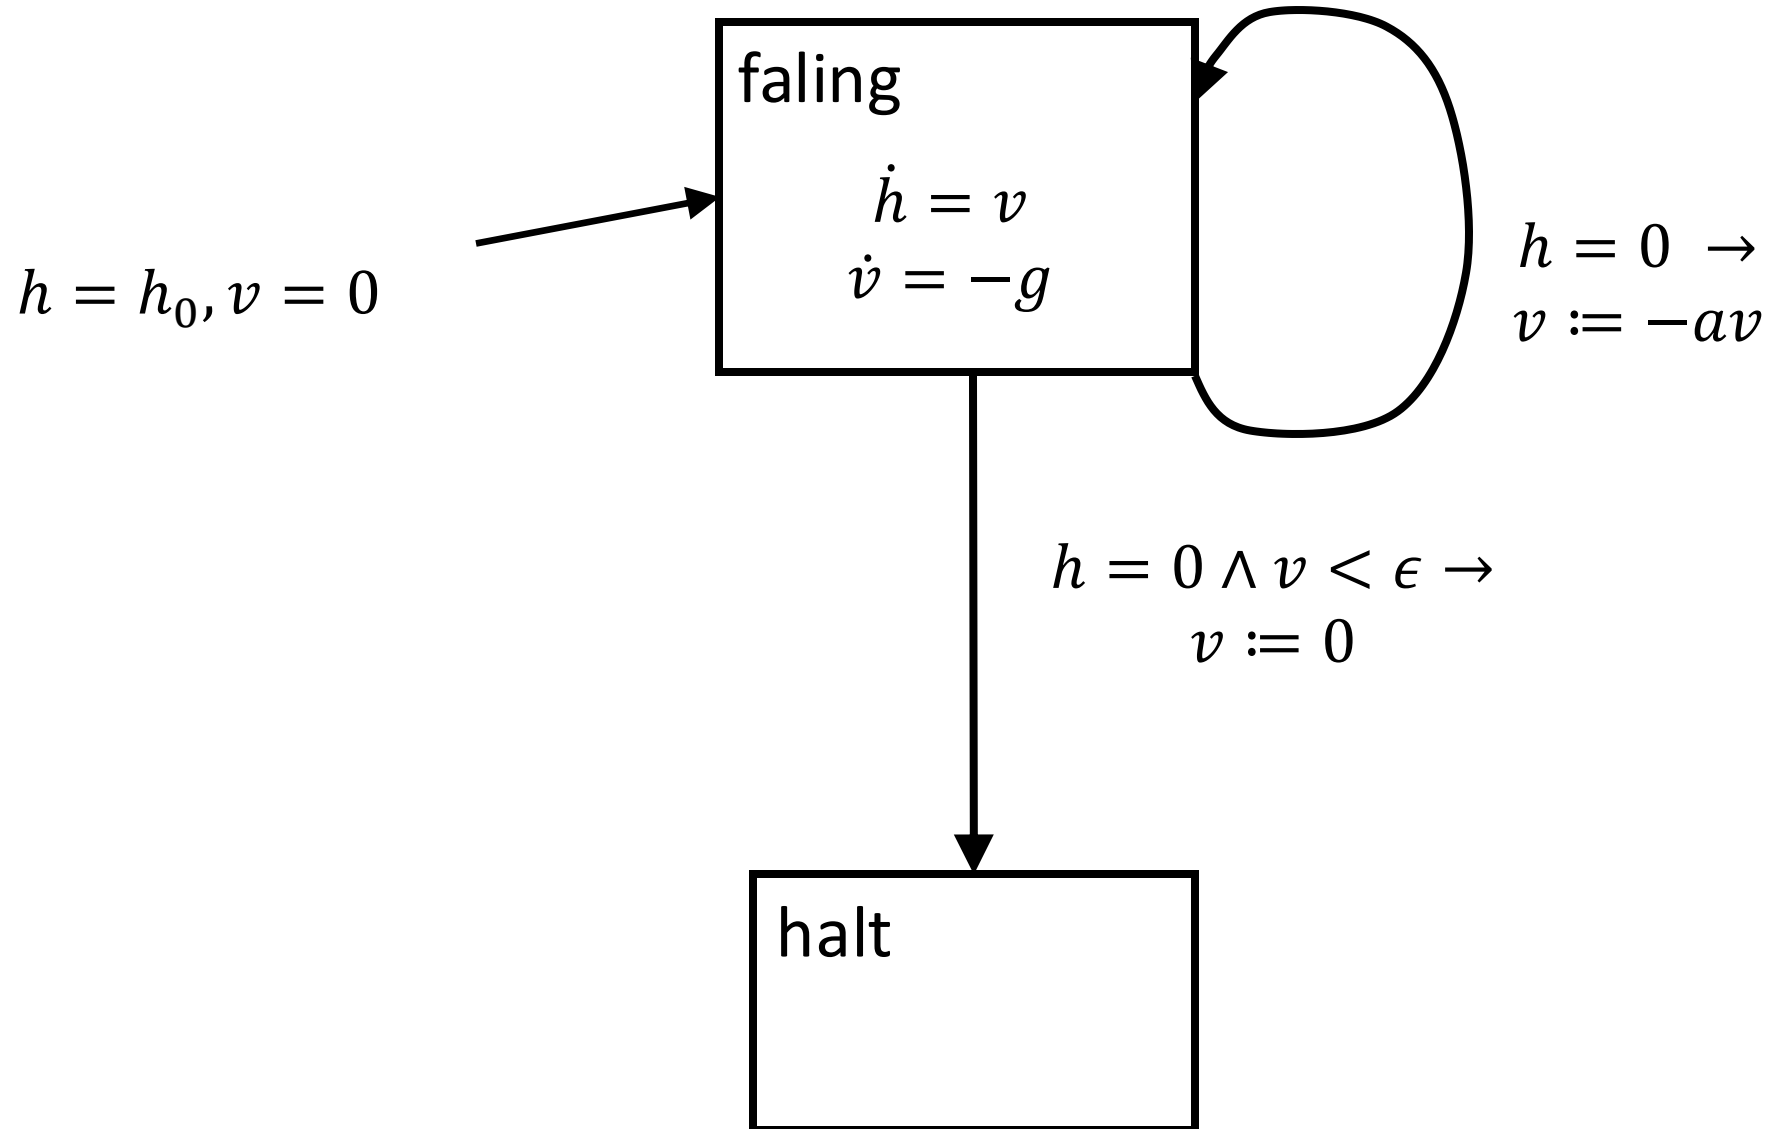 faling
ḣ = v
v̇ = −g
h = h₀, v = 0
h = 0 →
v ≔ −av
h = 0 ∧ v < ϵ →
v ≔ 0
halt